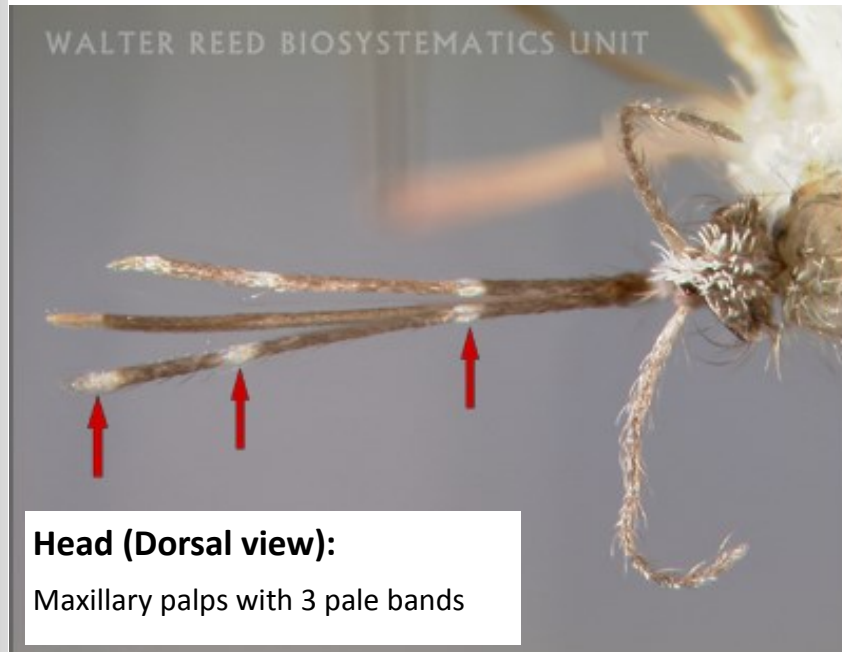 WALTER REED BIOSYSTEMATICS UNIT
Head (Dorsal view):
Maxillary palps with 3 pale bands